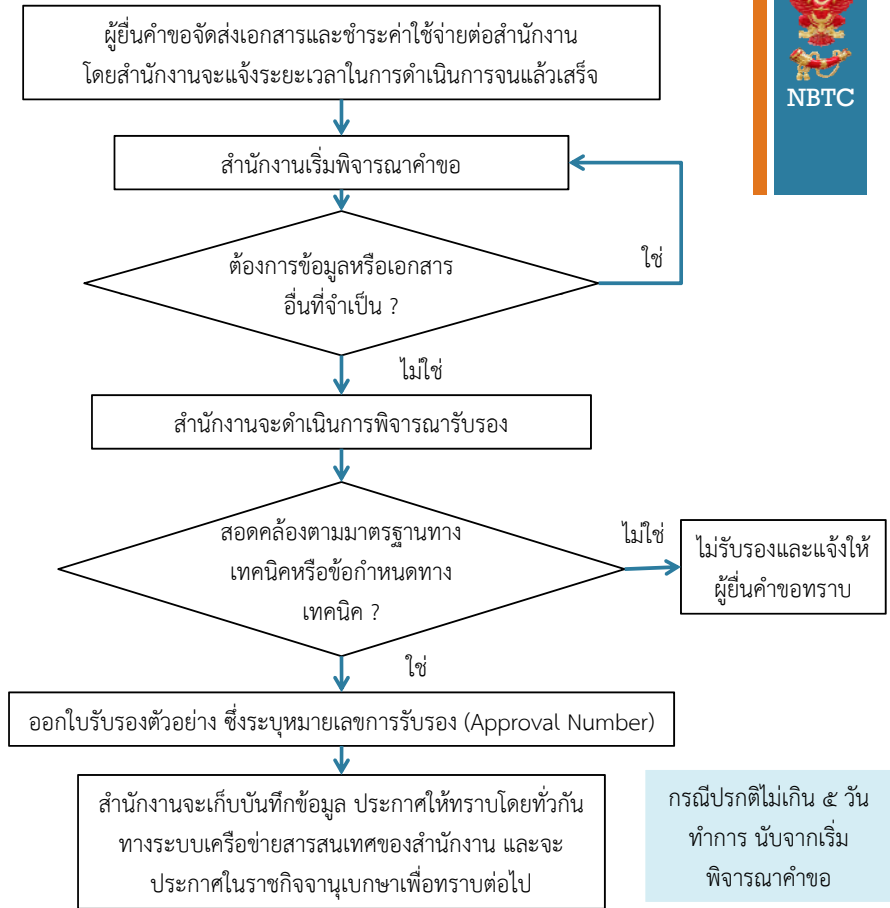 ผู้ยื่นคำขอจัดส่งเอกสารและชำระค่าใช้จ่ายต่อสำนักงาน
โดยสำนักงานจะแจ้งระยะเวลาในการดำเนินการจนแล้วเสร็จ
NBTC
สำนักงานเริ่มพิจารณาคำขอ
ต้องการข้อมูลหรือเอกสาร
อื่นที่จำเป็น ?
ใช่
ไม่ใช่
สำนักงานจะดำเนินการพิจารณารับรอง
สอดคล้องตามมาตรฐานทาง
เทคนิคหรือข้อกำหนดทาง
เทคนิค ?
ไม่ใช่
ไม่รับรองและแจ้งให้
ผู้ยื่นคำขอทราบ
ใช่
ออกใบรับรองตัวอย่าง ซึ่งระบุหมายเลขการรับรอง (Approval Number)
สำนักงานจะเก็บบันทึกข้อมูล ประกาศให้ทราบโดยทั่วกัน
ทางระบบเครือข่ายสารสนเทศของสำนักงาน และจะ
ประกาศในราชกิจจานุเบกษาเพื่อทราบต่อไป
กรณีปรกติไม่เกิน ๕ วัน
ทำการ นับจากเริ่ม
พิจารณาคำขอ